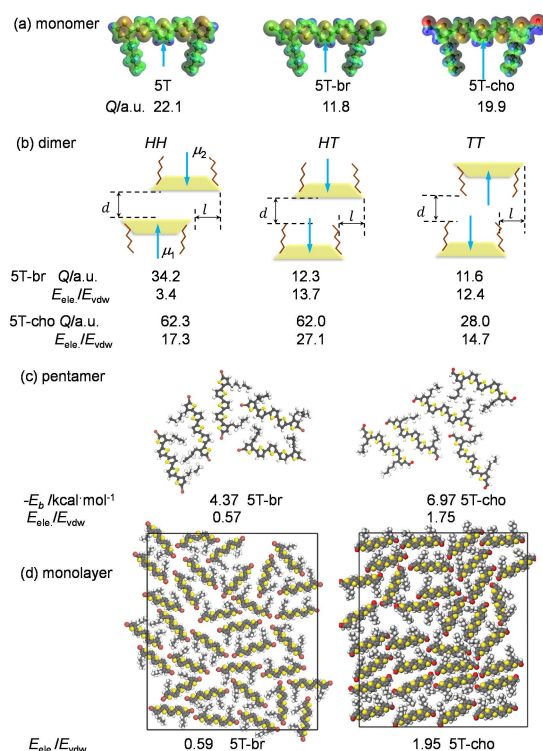 (a) monomer
5T 5T-br 5T-cho
Q/a.u. 22.1 11.8 19.9
(b) dimer HH HT TT
μ2
d l d l d l
μ1
5T-br Q/a.u. 34.2 12.3 11.6
Eele./Evdw 3.4 13.7 12.4
5T-cho Q/a.u. 62.3 62.0 28.0
Eele./Evdw 17.3 27.1 14.7
(c) pentamer
-Eb /kcal·mol-1 4.37 5T-br 6.97 5T-cho
Eele./Evdw 0.57 1.75
(d) monolayer
Eele./Evdw 0.59 5T-br 1.95 5T-cho